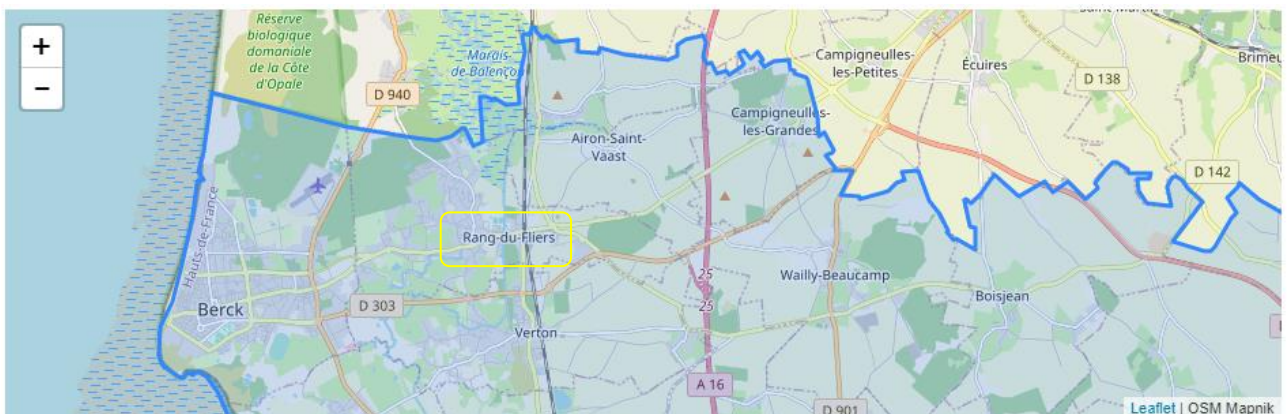 +
−
Réserve
biologique
domaniale
de la Côte
d'Opale
Marais
de Balençon
D 940
Campigneulles-
les-Petites
Écuires
D 138
Brimeu
Airon-Saint-
Vaast
Campigneulles-
les-Grandes
D 142
Hauts-de-France
Rang-du-Fliers
Wailly-Beaucamp
25
25
Boisjean
Berck
D 303
Verton
A 16
D 901
Leaflet | OSM Mapnik